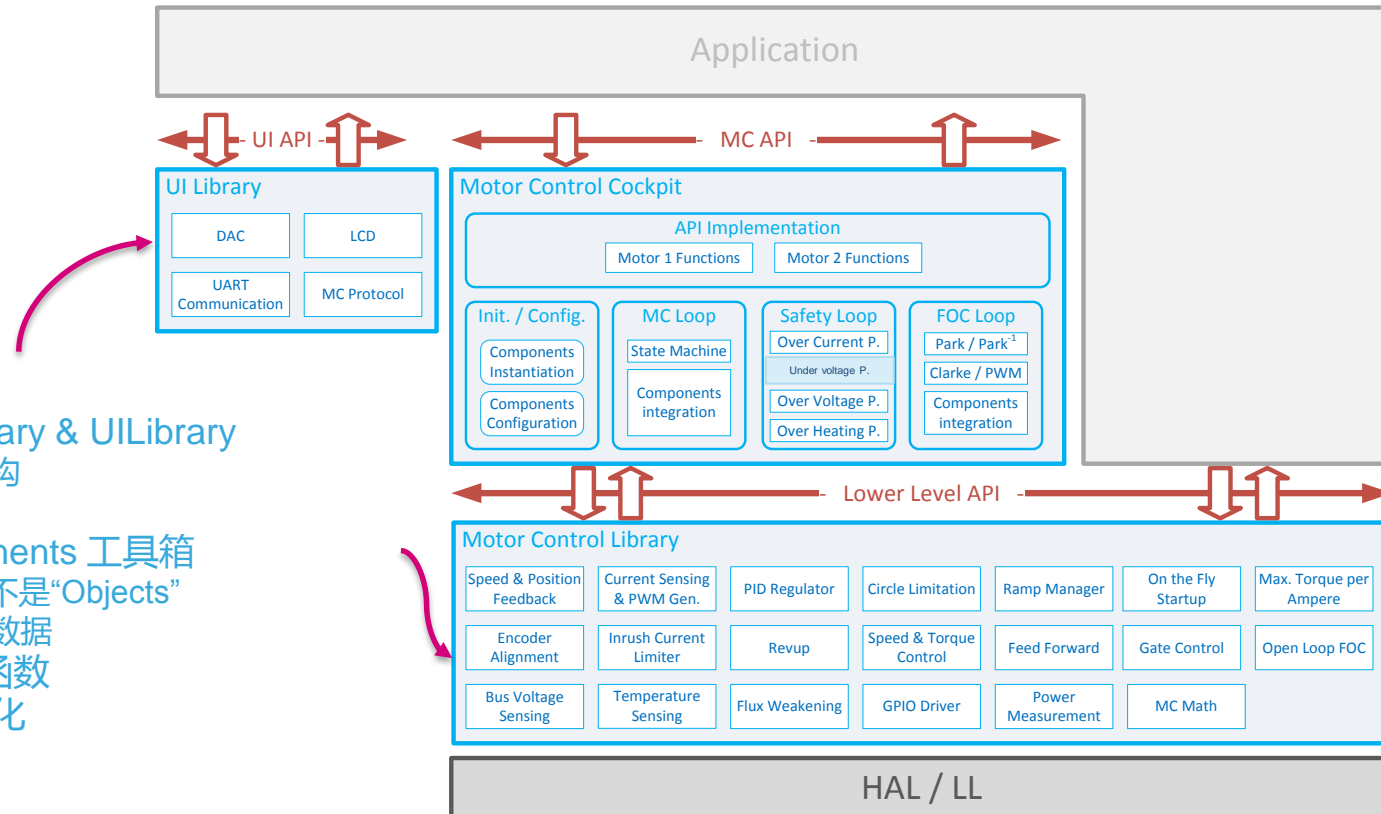 Application
- UI API -
- MC API -
UI Library
DAC
LCD
UART
Communication
MC Protocol
Motor Control Cockpit
API Implementation
Motor 1 Functions
Motor 2 Functions
Init. / Config.
Components
Instantiation
Components
Configuration
MC Loop
State Machine
Components
integration
Safety Loop
Over Current P.
Under voltage P.
Over Voltage P.
Over Heating P.
FOC Loop
Park / Park⁻¹
Clarke / PWM
Components
integration
ary & UILibrary
构
nents 工具箱
不是“Objects”
数据
函数
化
- Lower Level API -
Motor Control Library
Speed & Position
Feedback
Current Sensing
& PWM Gen.
PID Regulator
Circle Limitation
Ramp Manager
On the Fly
Startup
Max. Torque per
Ampere
Encoder
Alignment
Inrush Current
Limiter
Revup
Speed & Torque
Control
Feed Forward
Gate Control
Open Loop FOC
Bus Voltage
Sensing
Temperature
Sensing
Flux Weakening
GPIO Driver
Power
Measurement
MC Math
HAL / LL